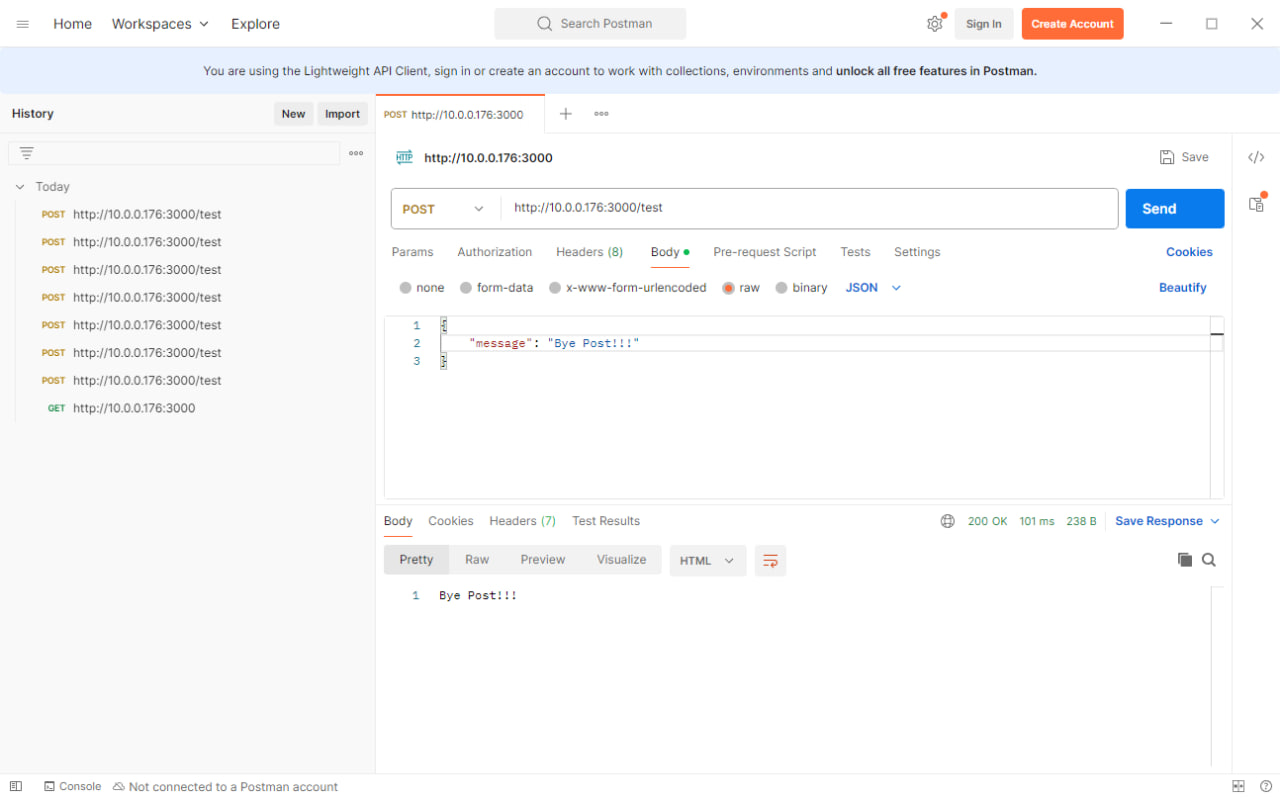 Home Workspaces Explore Search Postman Sign In Create Account
You are using the Lightweight API Client, sign in or create an account to work with collections, environments and unlock all free features in Postman.
History New Import POST http://10.0.0.176:3000
HTTP http://10.0.0.176:3000 Save
Today
POST http://10.0.0.176:3000/test
POST http://10.0.0.176:3000/test
POST http://10.0.0.176:3000/test
POST http://10.0.0.176:3000/test
POST http://10.0.0.176:3000/test
POST http://10.0.0.176:3000/test
POST http://10.0.0.176:3000/test
GET http://10.0.0.176:3000
POST http://10.0.0.176:3000/test Send
Params Authorization Headers (8) Body Pre-request Script Tests Settings Cookies
none form-data x-www-form-urlencoded raw binary JSON Beautify
1 {
2 "message": "Bye Post!!!"
3 }
Body Cookies Headers (7) Test Results 200 OK 101 ms 238 B Save Response
Pretty Raw Preview Visualize HTML
1 Bye Post!!!
Console Not connected to a Postman account